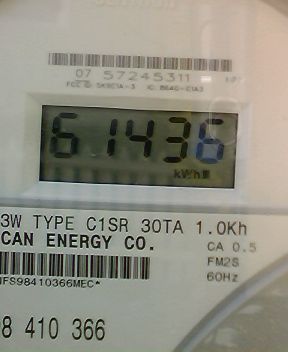 07 57245311
61436
kWh
3W TYPE C1SR 30TA 1.0Kh
CAN ENERGY CO.
CA 0.5
FM2S
60Hz
IFS98410366MEC*
8 410 366